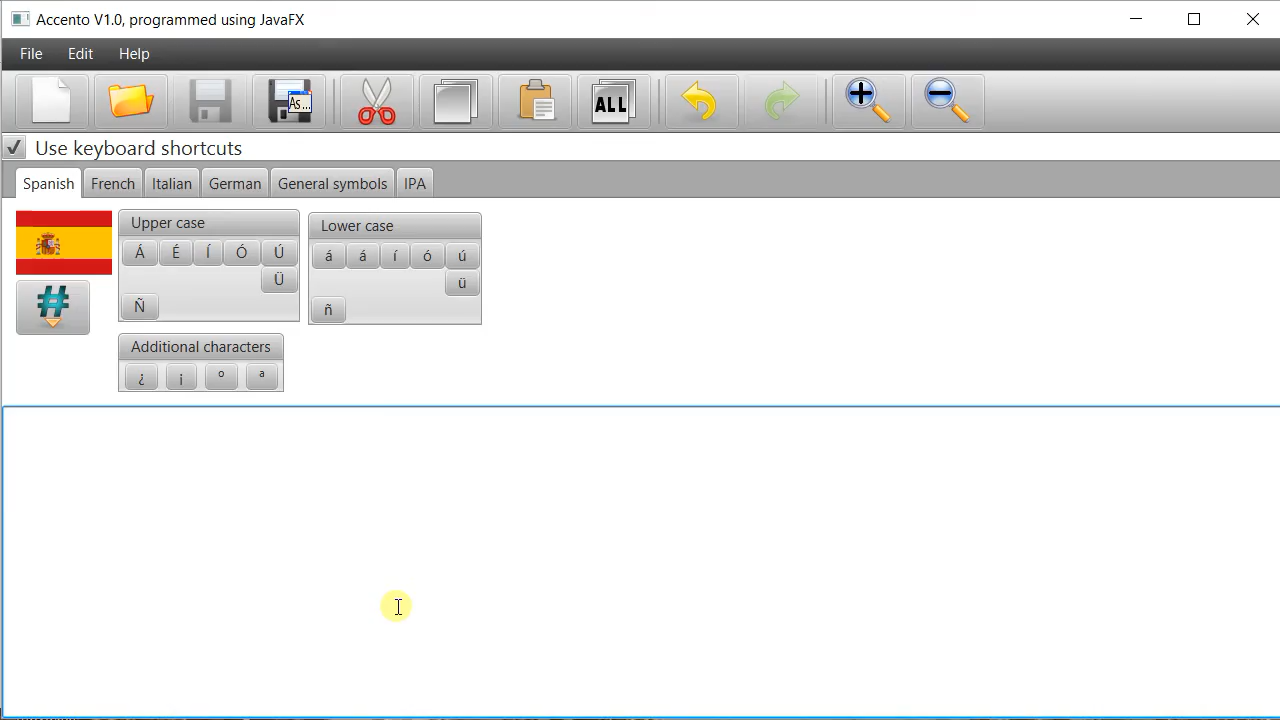 Accento V1.0, programmed using JavaFX
File Edit Help
As...
ALL
Use keyboard shortcuts
Spanish French Italian German General symbols IPA
Upper case
Á É Í Ó Ú
Ü
Ñ
Lower case
á á í ó ú
ü
ñ
#
Additional characters
¿ ¡ º ª